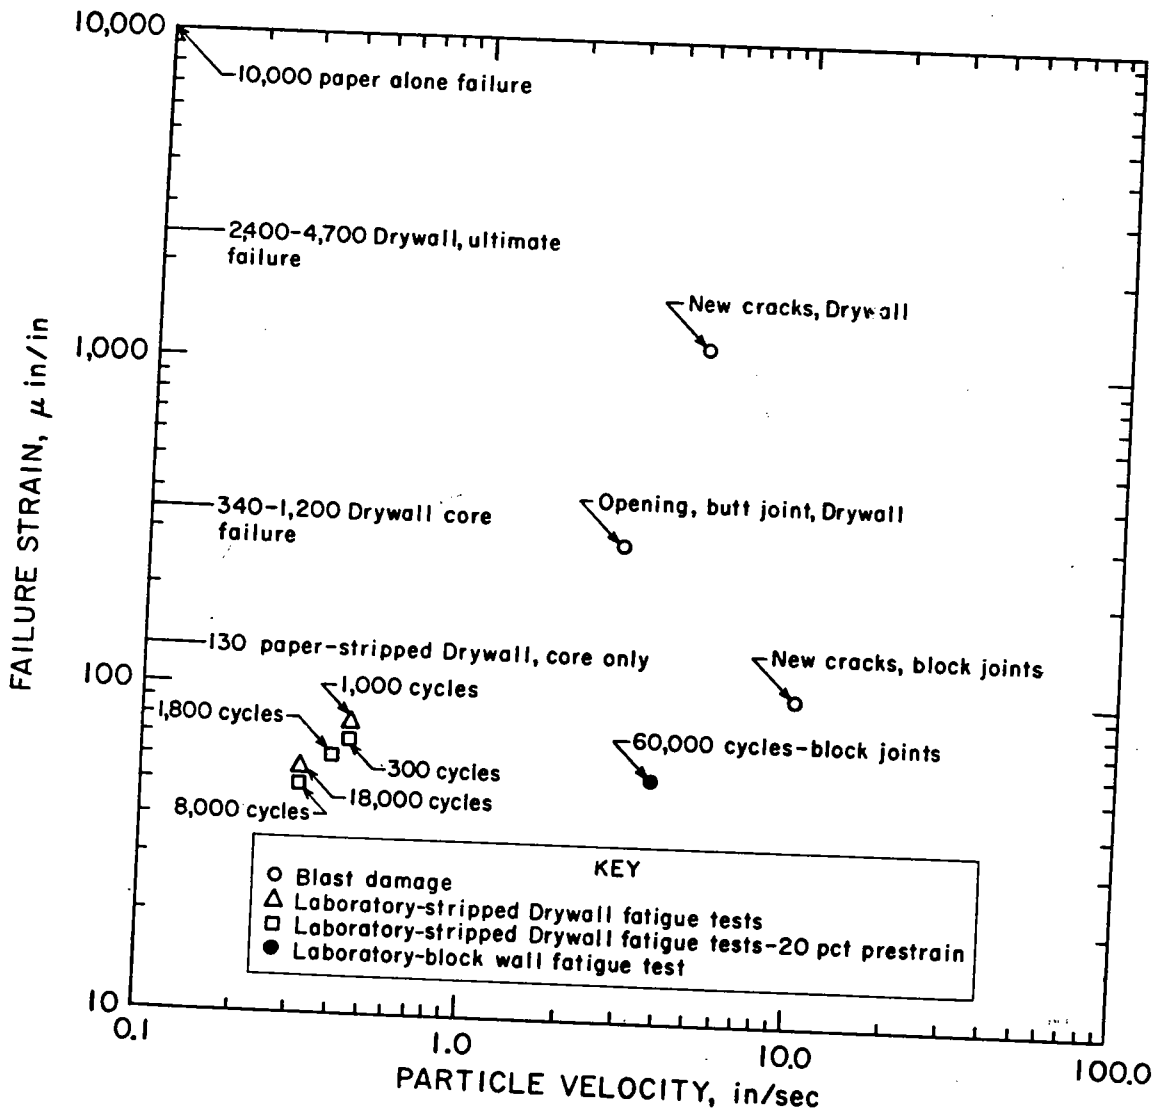 10,000
10,000 paper alone failure
2,400-4,700 Drywall, ultimate
failure
New cracks, Drywall
1,000
FAILURE STRAIN, μ in/in
340-1,200 Drywall core
failure
Opening, butt joint, Drywall
130 paper-stripped Drywall, core only
New cracks, block joints
100
1,000 cycles
1,800 cycles
60,000 cycles-block joints
300 cycles
18,000 cycles
8,000 cycles
KEY
Blast damage
Laboratory-stripped Drywall fatigue tests
Laboratory-stripped Drywall fatigue tests-20 pct prestrain
Laboratory-block wall fatigue test
10
0.1
1.0
10.0
100.0
PARTICLE VELOCITY, in/sec